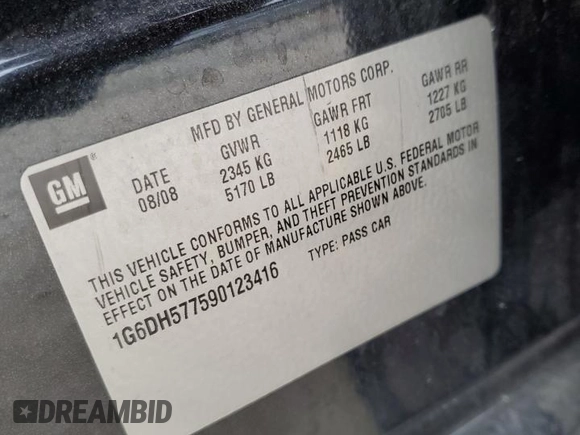 GM
®
MFD BY GENERAL MOTORS CORP.
DATE GVWR GAWR FRT GAWR RR
08/08 2345 KG 1118 KG 1227 KG
5170 LB 2465 LB 2705 LB
THIS VEHICLE CONFORMS TO ALL APPLICABLE U.S. FEDERAL MOTOR
VEHICLE SAFETY, BUMPER, AND THEFT PREVENTION STANDARDS IN
EFFECT ON THE DATE OF MANUFACTURE SHOWN ABOVE.
1G6DH577590123416 TYPE: PASS CAR
DREAMBID